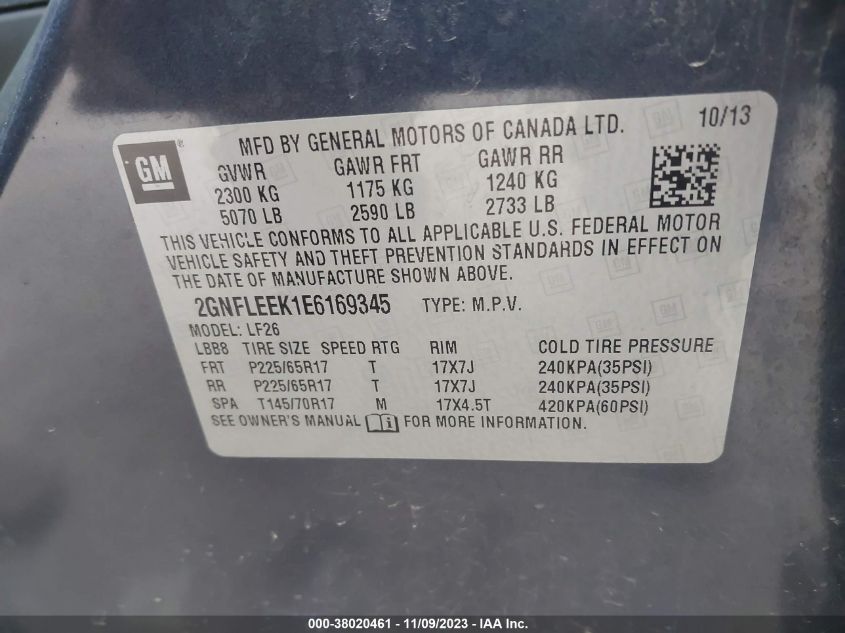 MFD BY GENERAL MOTORS OF CANADA LTD. 10/13
GM®
GVWR GAWR FRT GAWR RR
2300 KG 1175 KG 1240 KG
5070 LB 2590 LB 2733 LB
THIS VEHICLE CONFORMS TO ALL APPLICABLE U.S. FEDERAL MOTOR
VEHICLE SAFETY AND THEFT PREVENTION STANDARDS IN EFFECT ON
THE DATE OF MANUFACTURE SHOWN ABOVE.
2GNFLEEK1E6169345 TYPE: M.P.V.
MODEL: LF26
LBB8 TIRE SIZE SPEED RTG RIM COLD TIRE PRESSURE
FRT P225/65R17 T 17X7J 240KPA(35PSI)
RR P225/65R17 T 17X7J 240KPA(35PSI)
SPA T145/70R17 M 17X4.5T 420KPA(60PSI)
SEE OWNER'S MANUAL i FOR MORE INFORMATION.
000-38020461 - 11/09/2023 - IAA Inc.